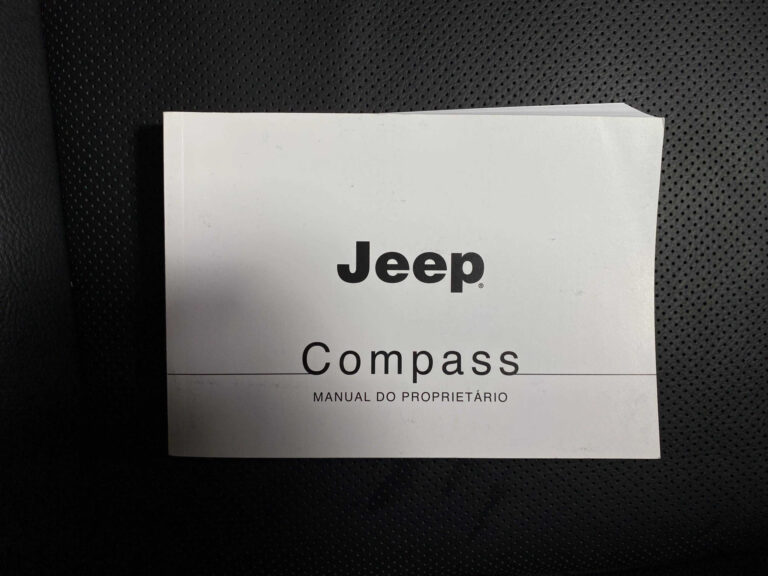 Jeep®
Compass
MANUAL DO PROPRIETÁRIO